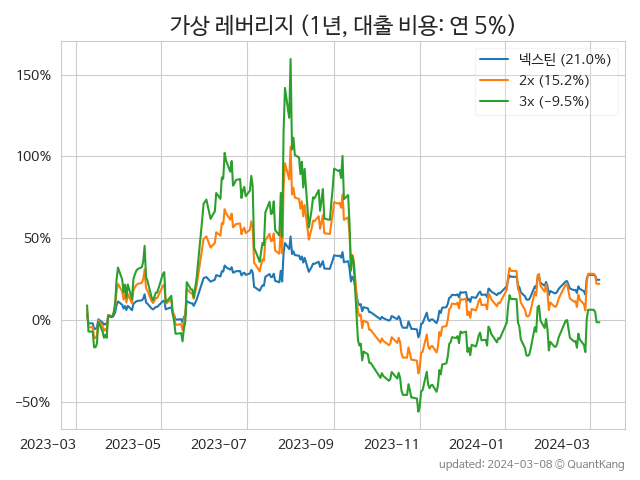 가상 레버리지 (1년, 대출 비용: 연 5%)
넥스틴 (21.0%)
2x (15.2%)
3x (−9.5%)
150%
100%
50%
0%
−50%
2023-03 2023-05 2023-07 2023-09 2023-11 2024-01 2024-03
updated: 2024-03-08 © QuantKang